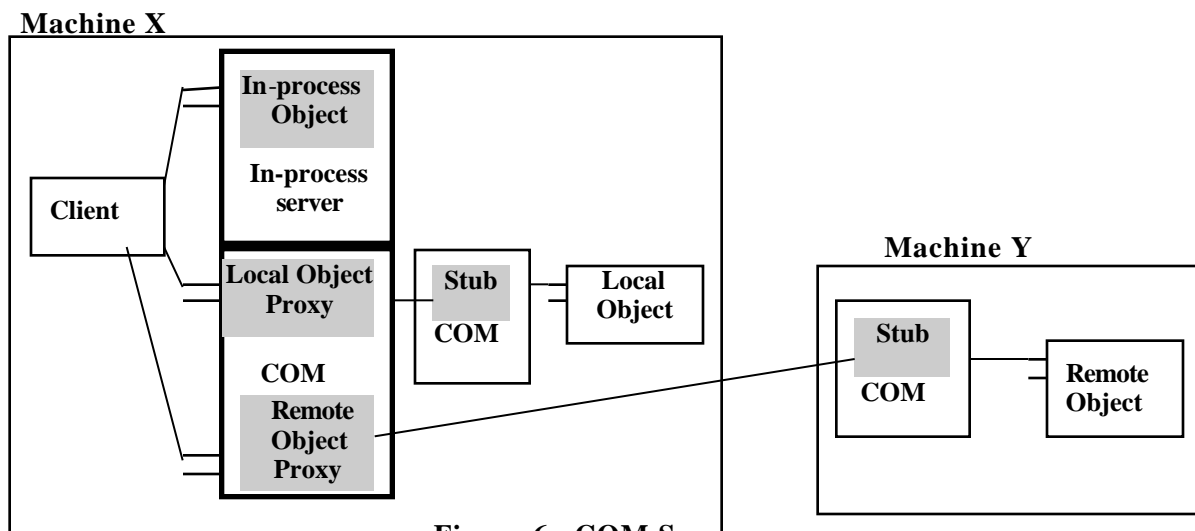 Machine X
In-process
Object
In-process
server
Client
Local Object
Proxy
Stub
COM
Local
Object
COM
Remote
Object
Proxy
Machine Y
Stub
COM
Remote
Object